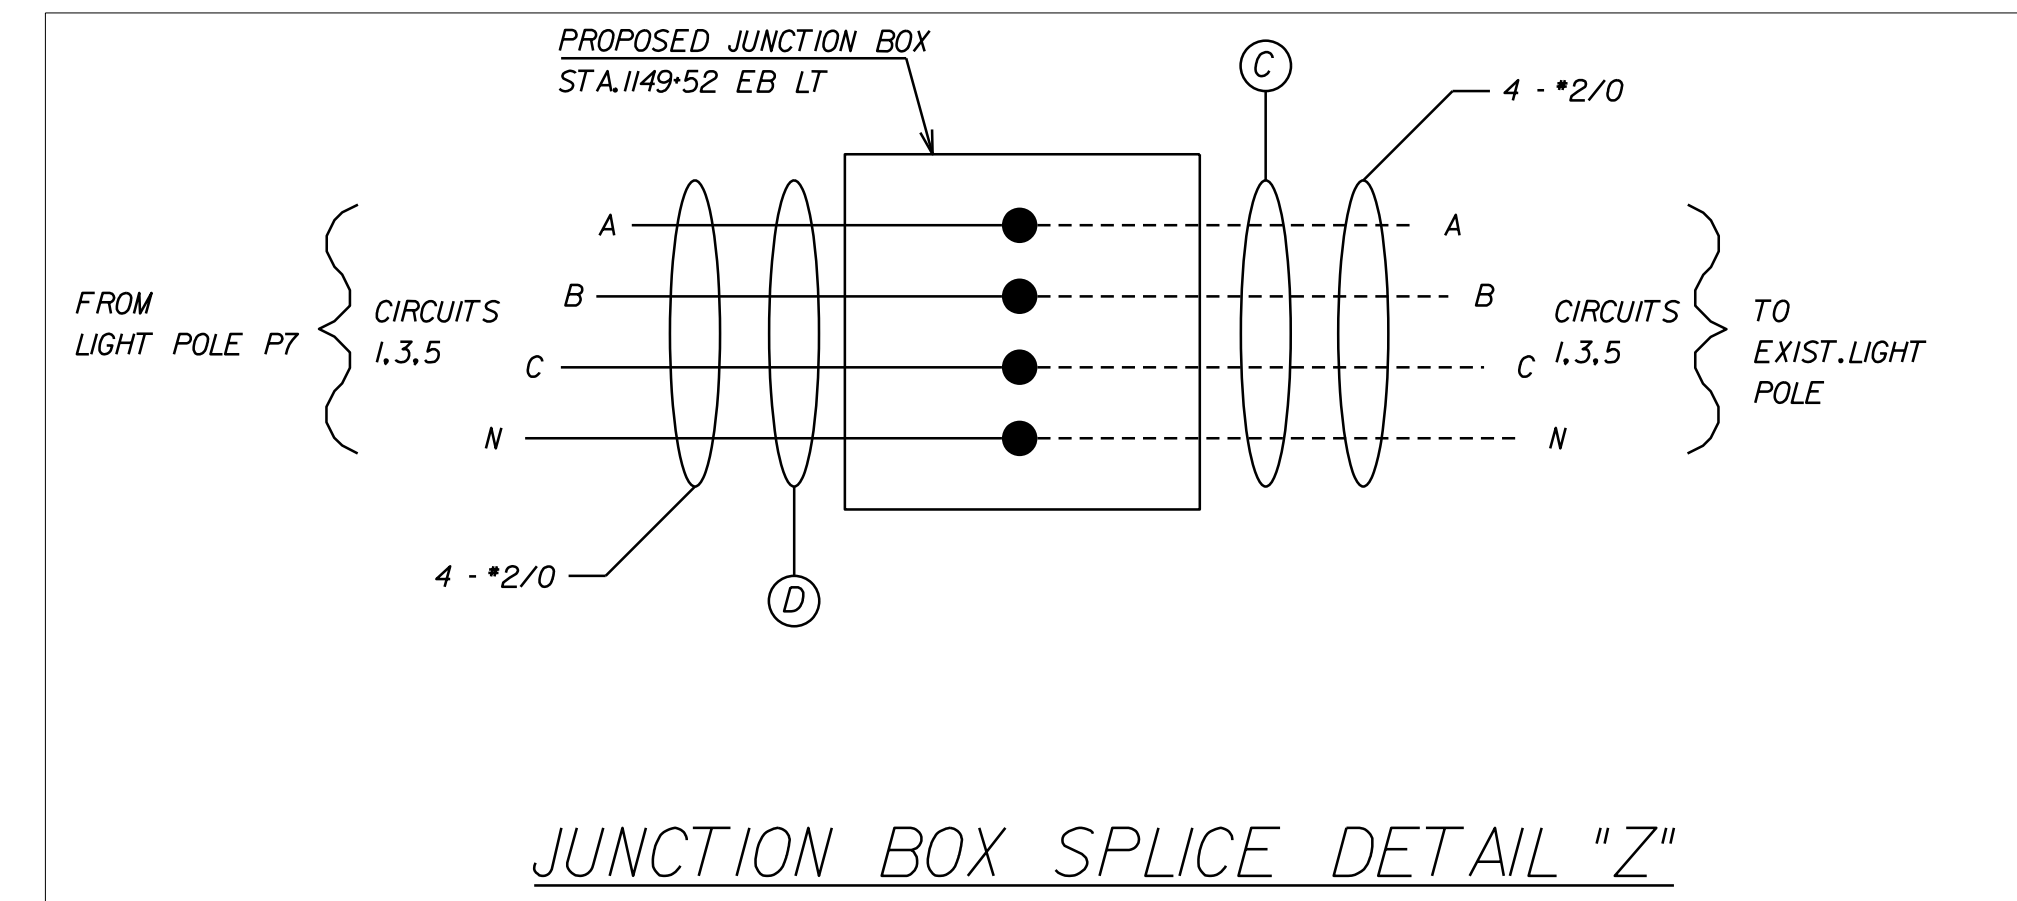 PROPOSED JUNCTION BOX
STA.1149+52 EB LT
C
4 - #2/0
A
A
B
B
FROM
LIGHT POLE P7
CIRCUITS
1,3,5
CIRCUITS
1,3,5
TO
EXIST.LIGHT
POLE
C
C
N
N
4 - #2/0
D
JUNCTION BOX SPLICE DETAIL "Z"